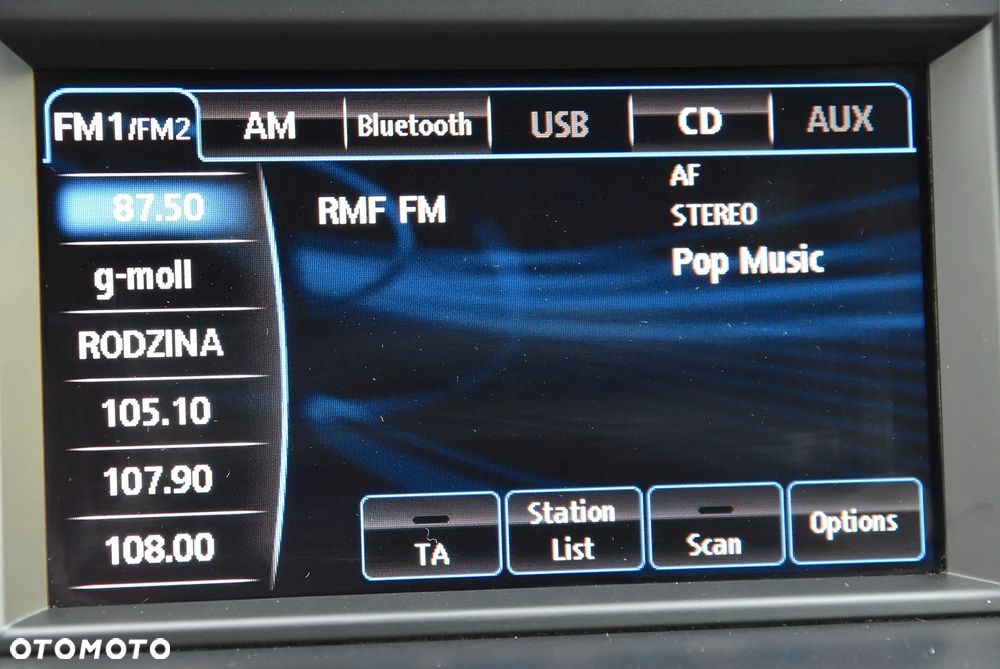 FM1/FM2 AM Bluetooth USB CD AUX
87.50
g-moll
RODZINA
105.10
107.90
108.00
RMF FM
AF
STEREO
Pop Music
TA
Station
List
Scan
Options
OTOMOTO